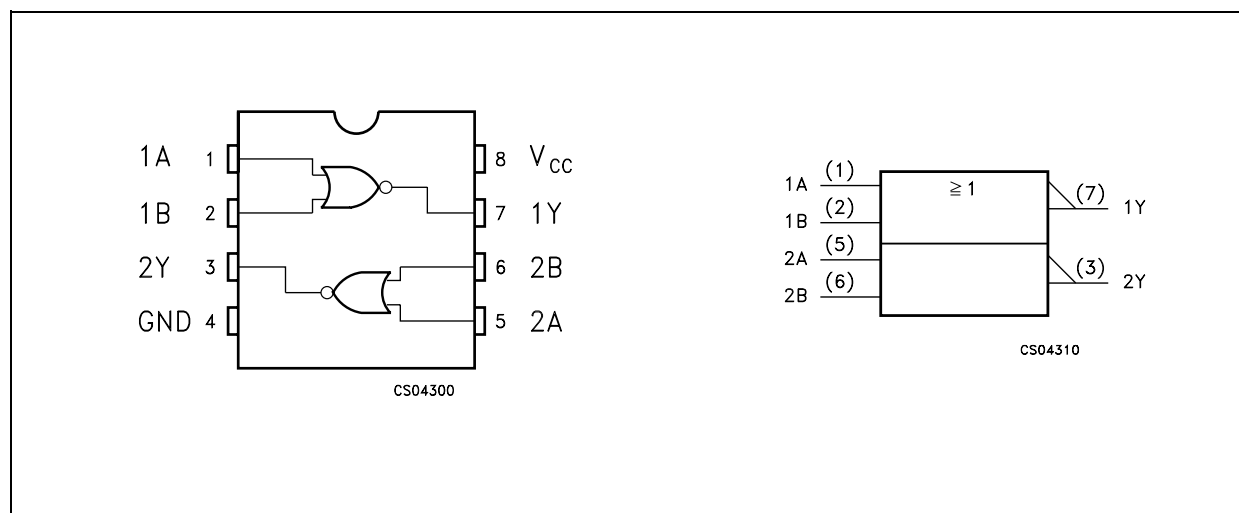 1A 1 8 VCC
1B 2 7 1Y
2Y 3 6 2B
GND 4 5 2A
CS04300
≧ 1
1A (1) (7) 1Y
1B (2)
2A (5) (3) 2Y
2B (6)
CS04310